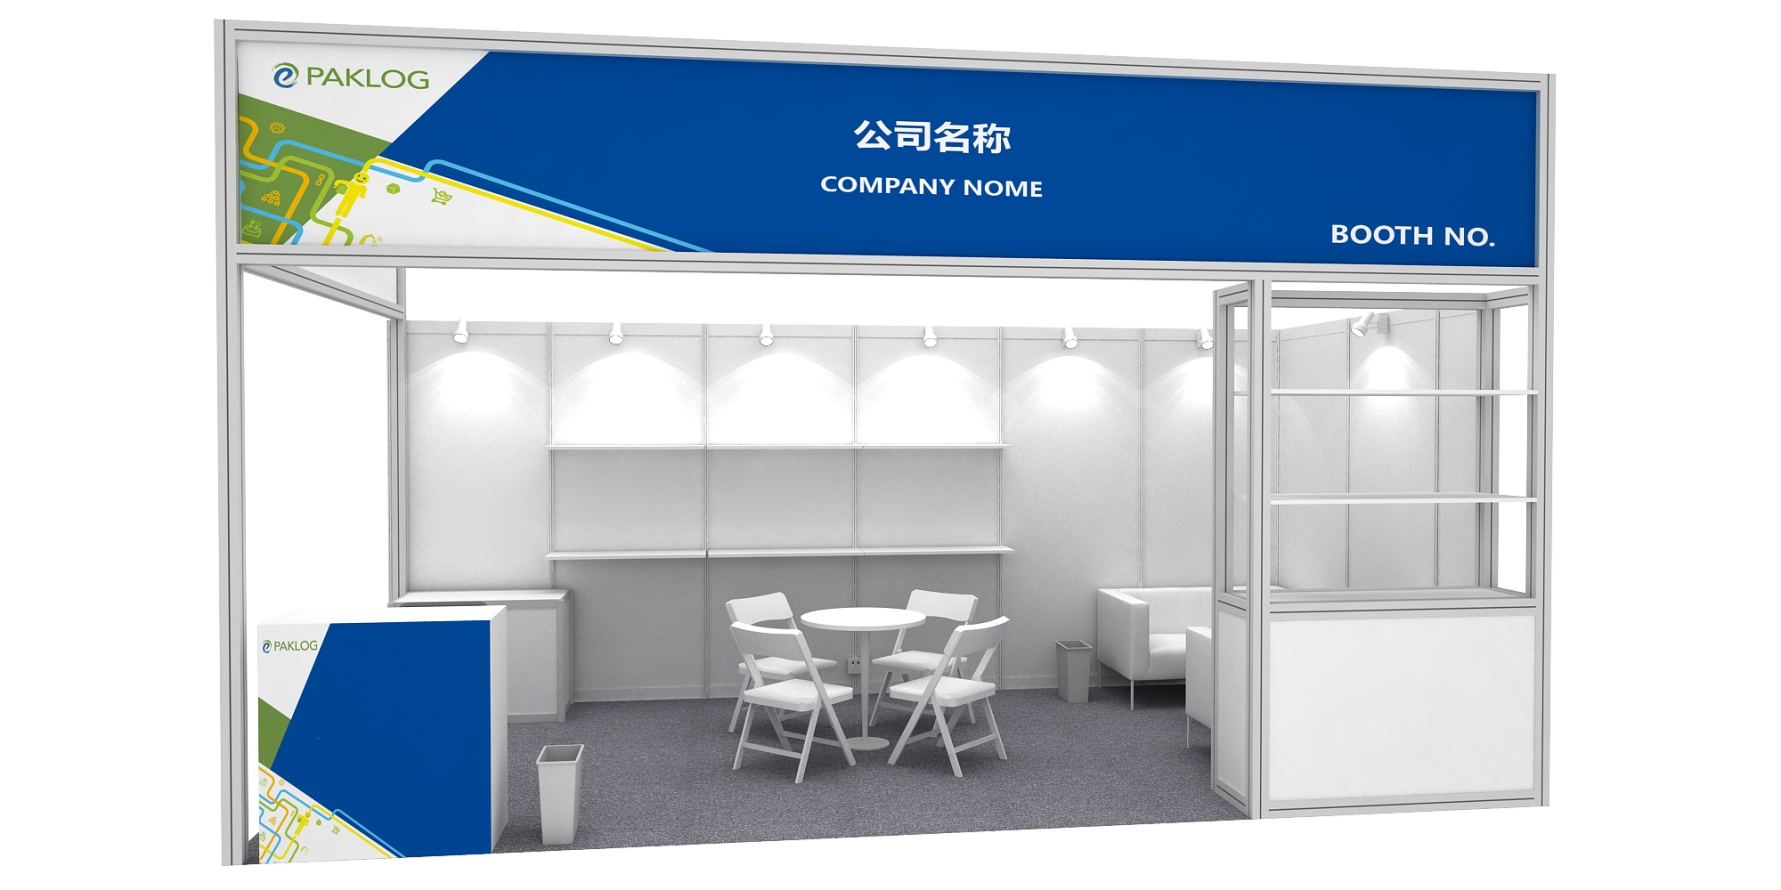 PAKLOG
公司名称
COMPANY NOME
BOOTH NO.
PAKLOG